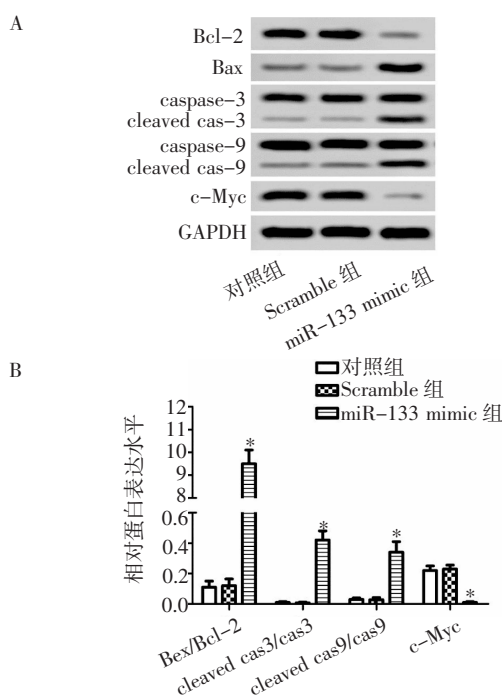 A
Bcl-2
Bax
caspase-3
cleaved cas-3
caspase-9
cleaved cas-9
c-Myc
GAPDH
对照组
Scramble 组
miR-133 mimic 组
B
对照组
Scramble 组
miR-133 mimic 组
相对蛋白表达水平
12
11
10
9
8
0.6
0.4
0.2
0.0
*
*
*
*
Bex/Bcl-2
cleaved cas3/cas3
cleaved cas9/cas9
c-Myc